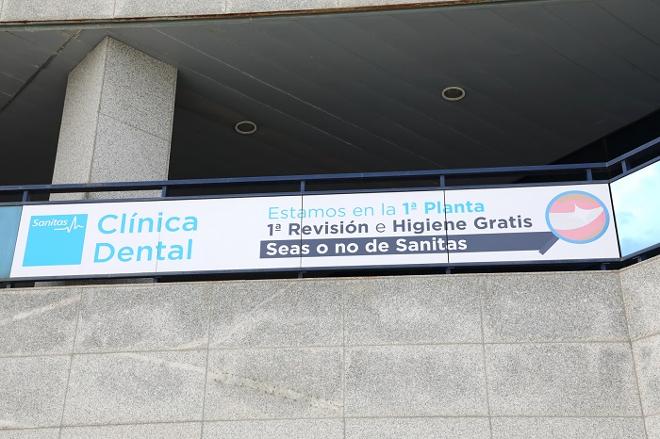 Sanitas
Clínica
Dental
Estamos en la 1ª Planta
1ª Revisión e Higiene Gratis
Seas o no de Sanitas